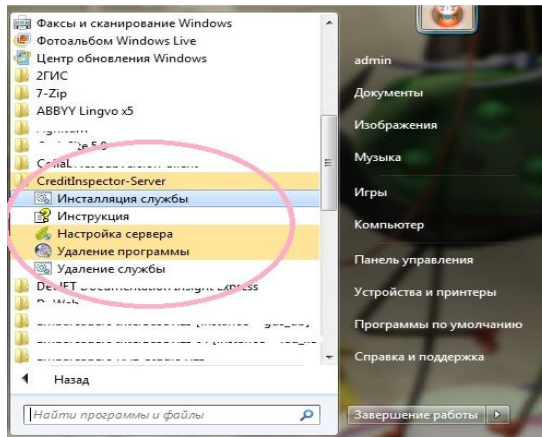 Факсы и сканирование Windows
Фотоальбом Windows Live
Центр обновления Windows
2ГИС
7-Zip
ABBYY Lingvo x5
CreditInspector-Server
Инсталляция службы
Инструкция
Настройка сервера
Удаление программы
Удаление службы
Назад
Найти программы и файлы
admin
Документы
Изображения
Музыка
Игры
Компьютер
Панель управления
Устройства и принтеры
Программы по умолчанию
Справка и поддержка
Завершение работы